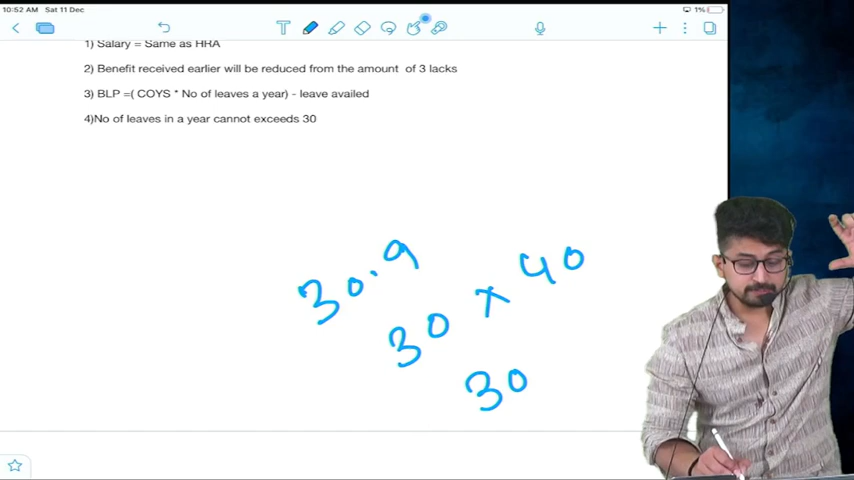 10:52 AM Sat 11 Dec
1%
1) Salary = Same as HRA
2) Benefit received earlier will be reduced from the amount of 3 lacks
3) BLP =( COYS * No of leaves a year) - leave availed
4)No of leaves in a year cannot exceeds 30
30.9
30 × 40
30